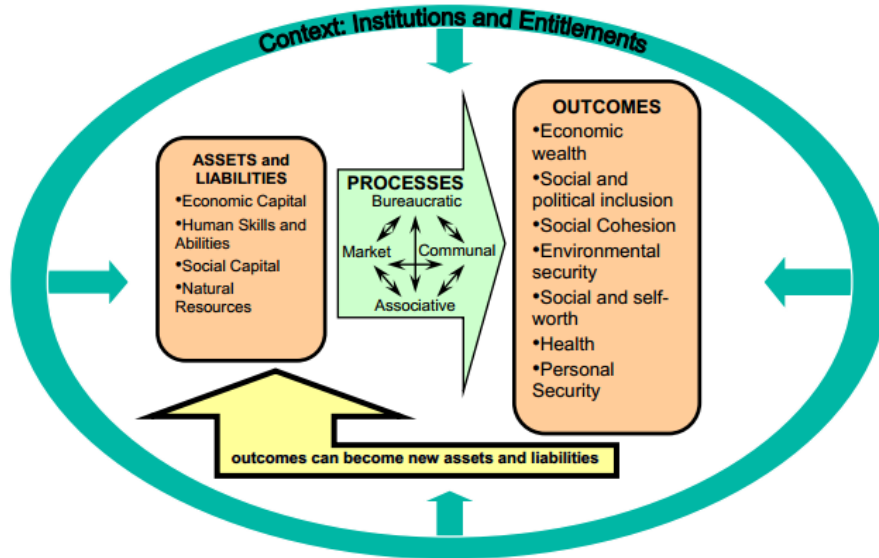 Context: Institutions and Entitlements
ASSETS and
LIABILITIES
•Economic Capital
•Human Skills and
Abilities
•Social Capital
•Natural
Resources
PROCESSES
Bureaucratic
Market
Communal
Associative
OUTCOMES
•Economic
wealth
•Social and
political inclusion
•Social Cohesion
•Environmental
security
•Social and self-
worth
•Health
•Personal
Security
outcomes can become new assets and liabilities